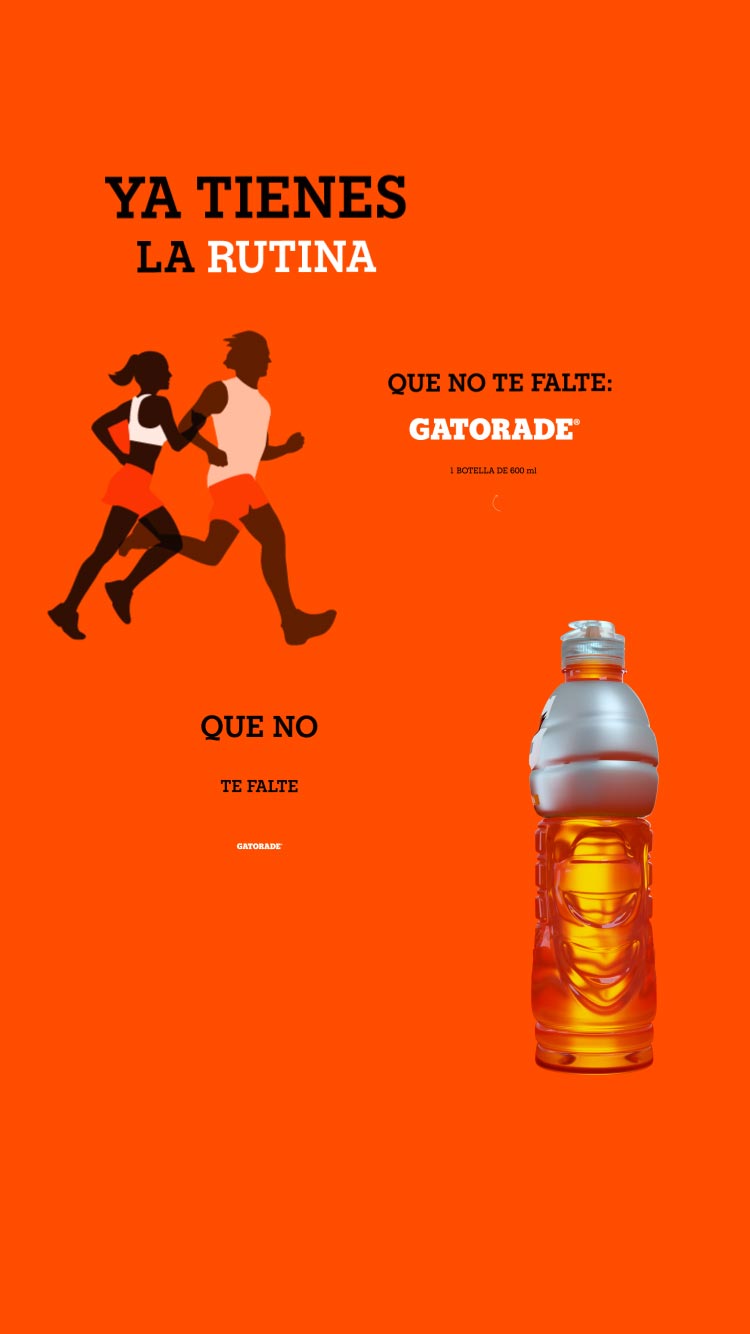 YA TIENES
LA RUTINA
QUE NO TE FALTE:
GATORADE®
1 BOTELLA DE 600 ml
QUE NO
TE FALTE
GATORADE®